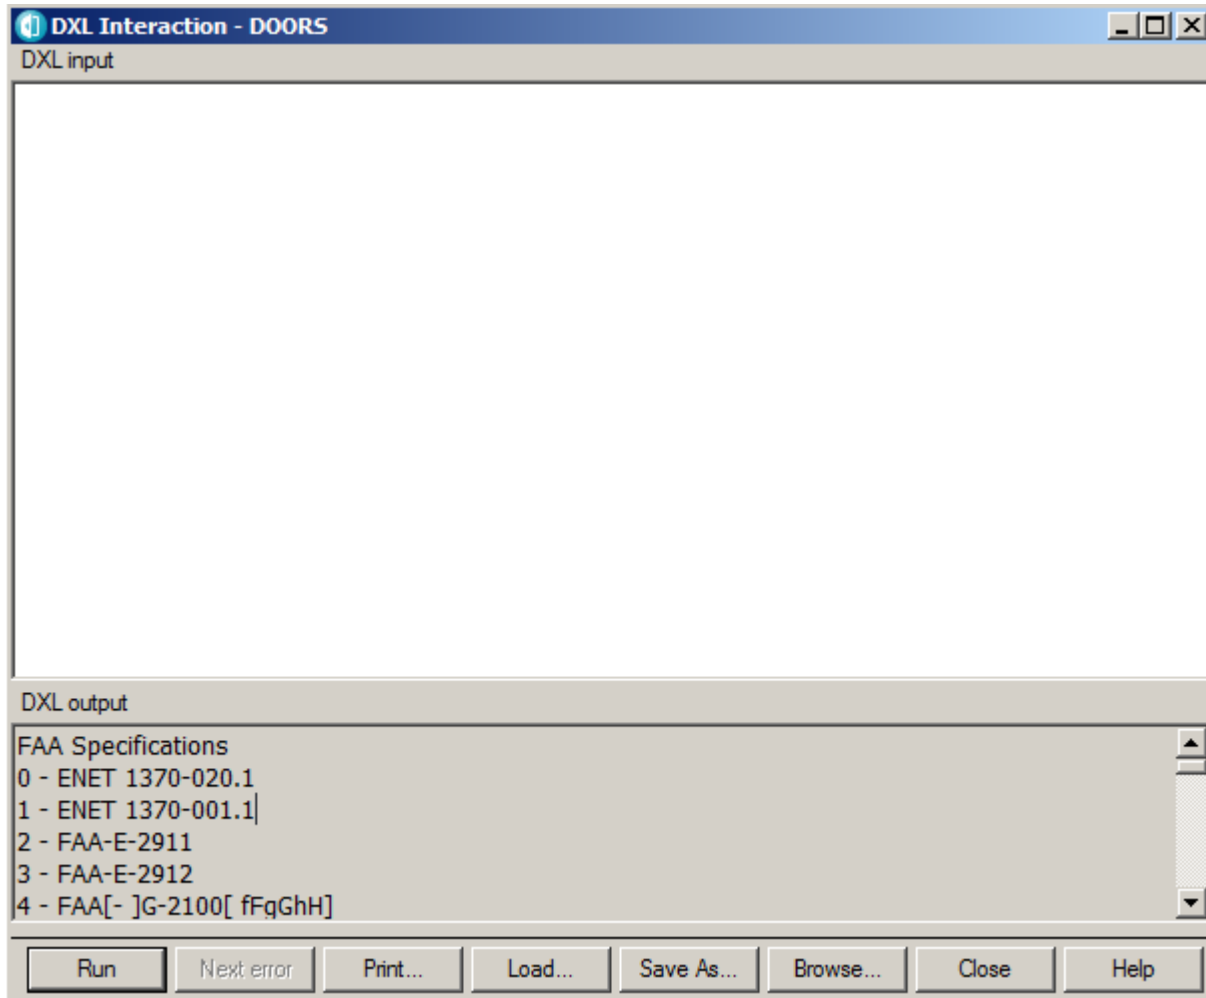 DXL Interaction - DOORS
DXL input
DXL output
FAA Specifications
0 - ENET 1370-020.1
1 - ENET 1370-001.1
2 - FAA-E-2911
3 - FAA-E-2912
4 - FAA[- ]G-2100[ fFgGhH]
Run Next error Print... Load... Save As... Browse... Close Help